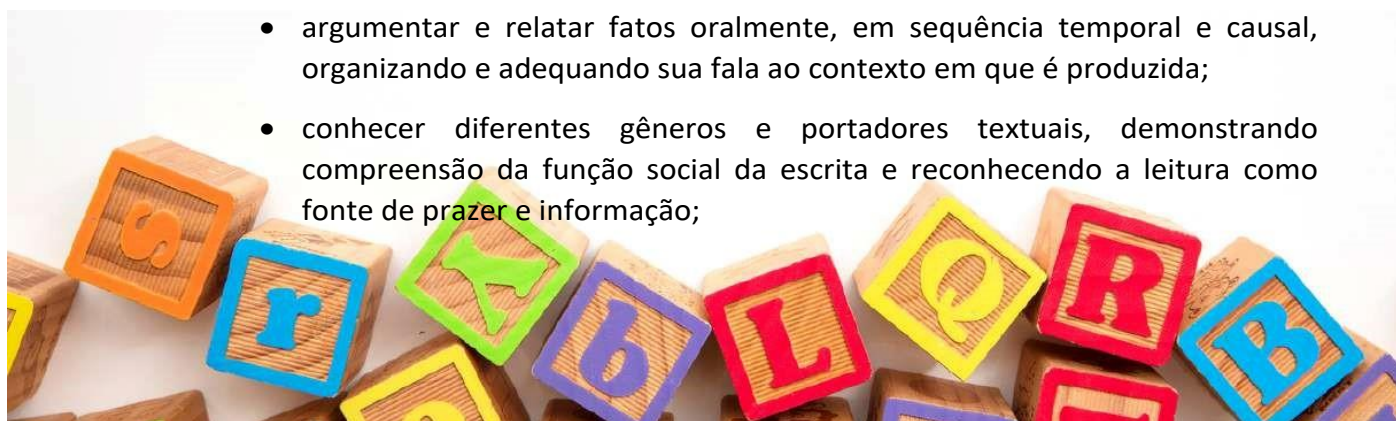 • argumentar e relatar fatos oralmente, em sequência temporal e causal,
organizando e adequando sua fala ao contexto em que é produzida;
• conhecer diferentes gêneros e portadores textuais, demonstrando
compreensão da função social da escrita e reconhecendo a leitura como
fonte de prazer e informação;
s r Y b L Q R B